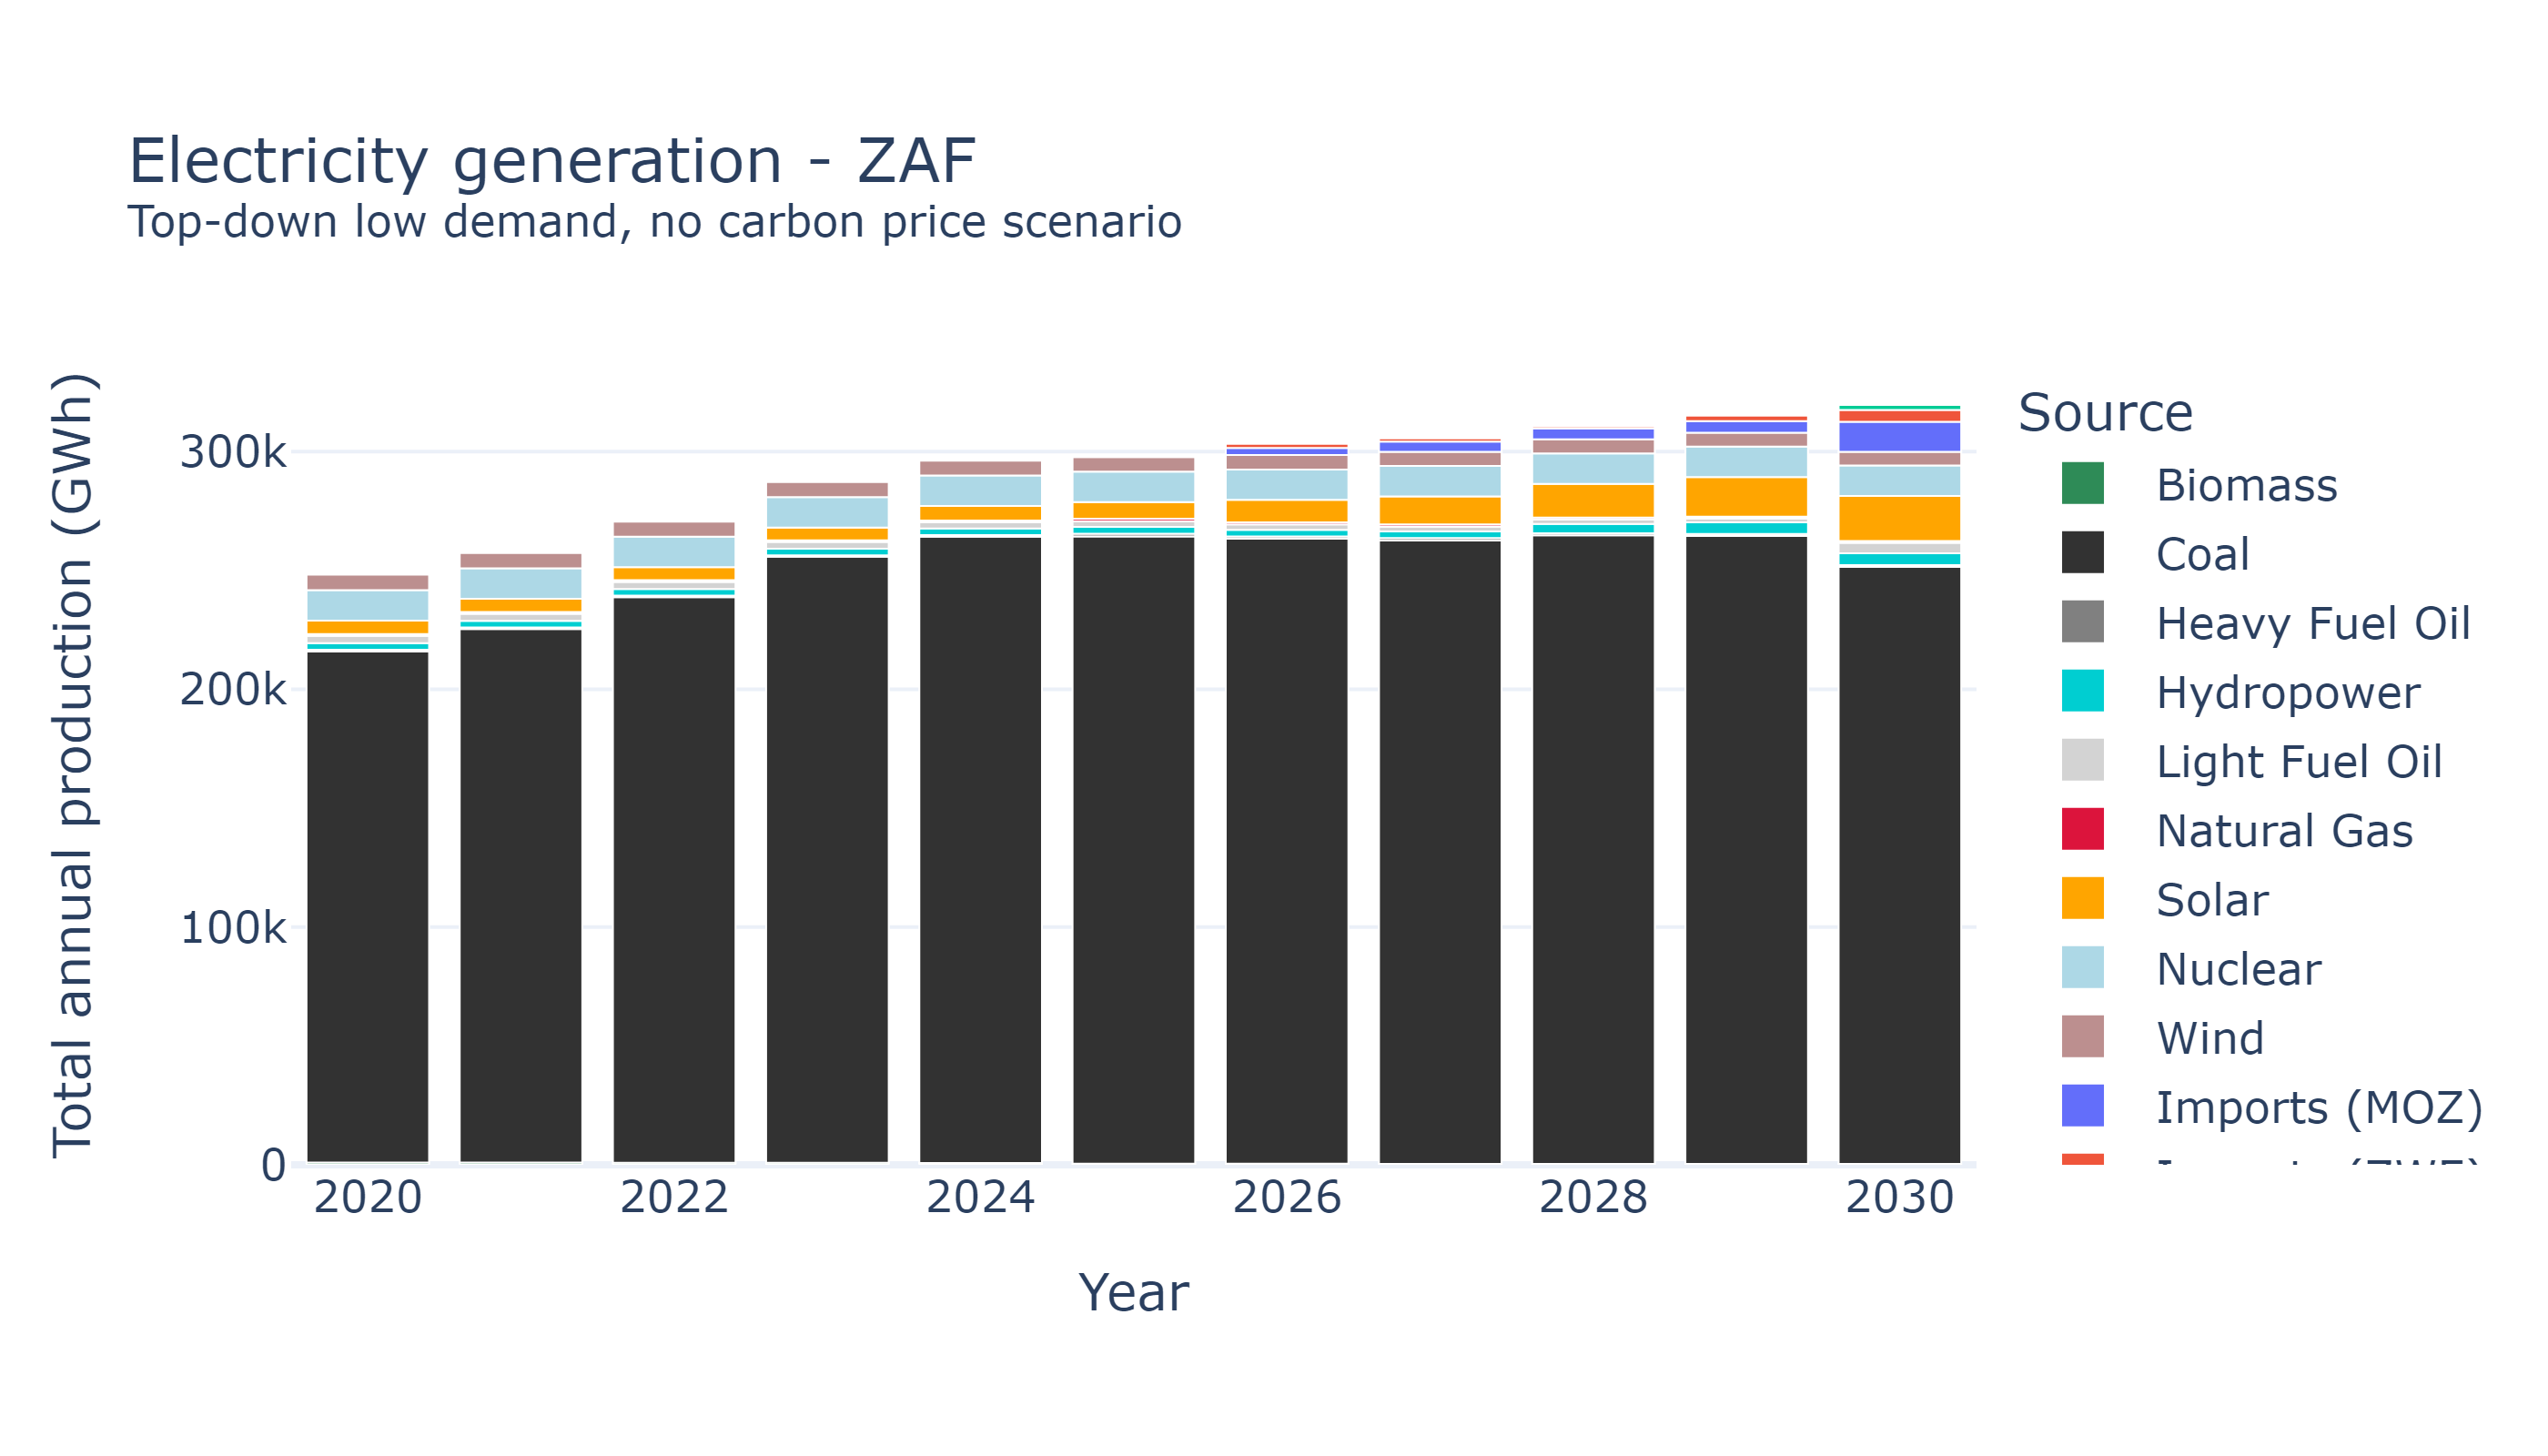 Electricity generation - ZAF
Top-down low demand, no carbon price scenario
Total annual production (GWh)
300k
200k
100k
0
2020
2022
2024
2026
2028
2030
Year
Source
Biomass
Coal
Heavy Fuel Oil
Hydropower
Light Fuel Oil
Natural Gas
Solar
Nuclear
Wind
Imports (MOZ)